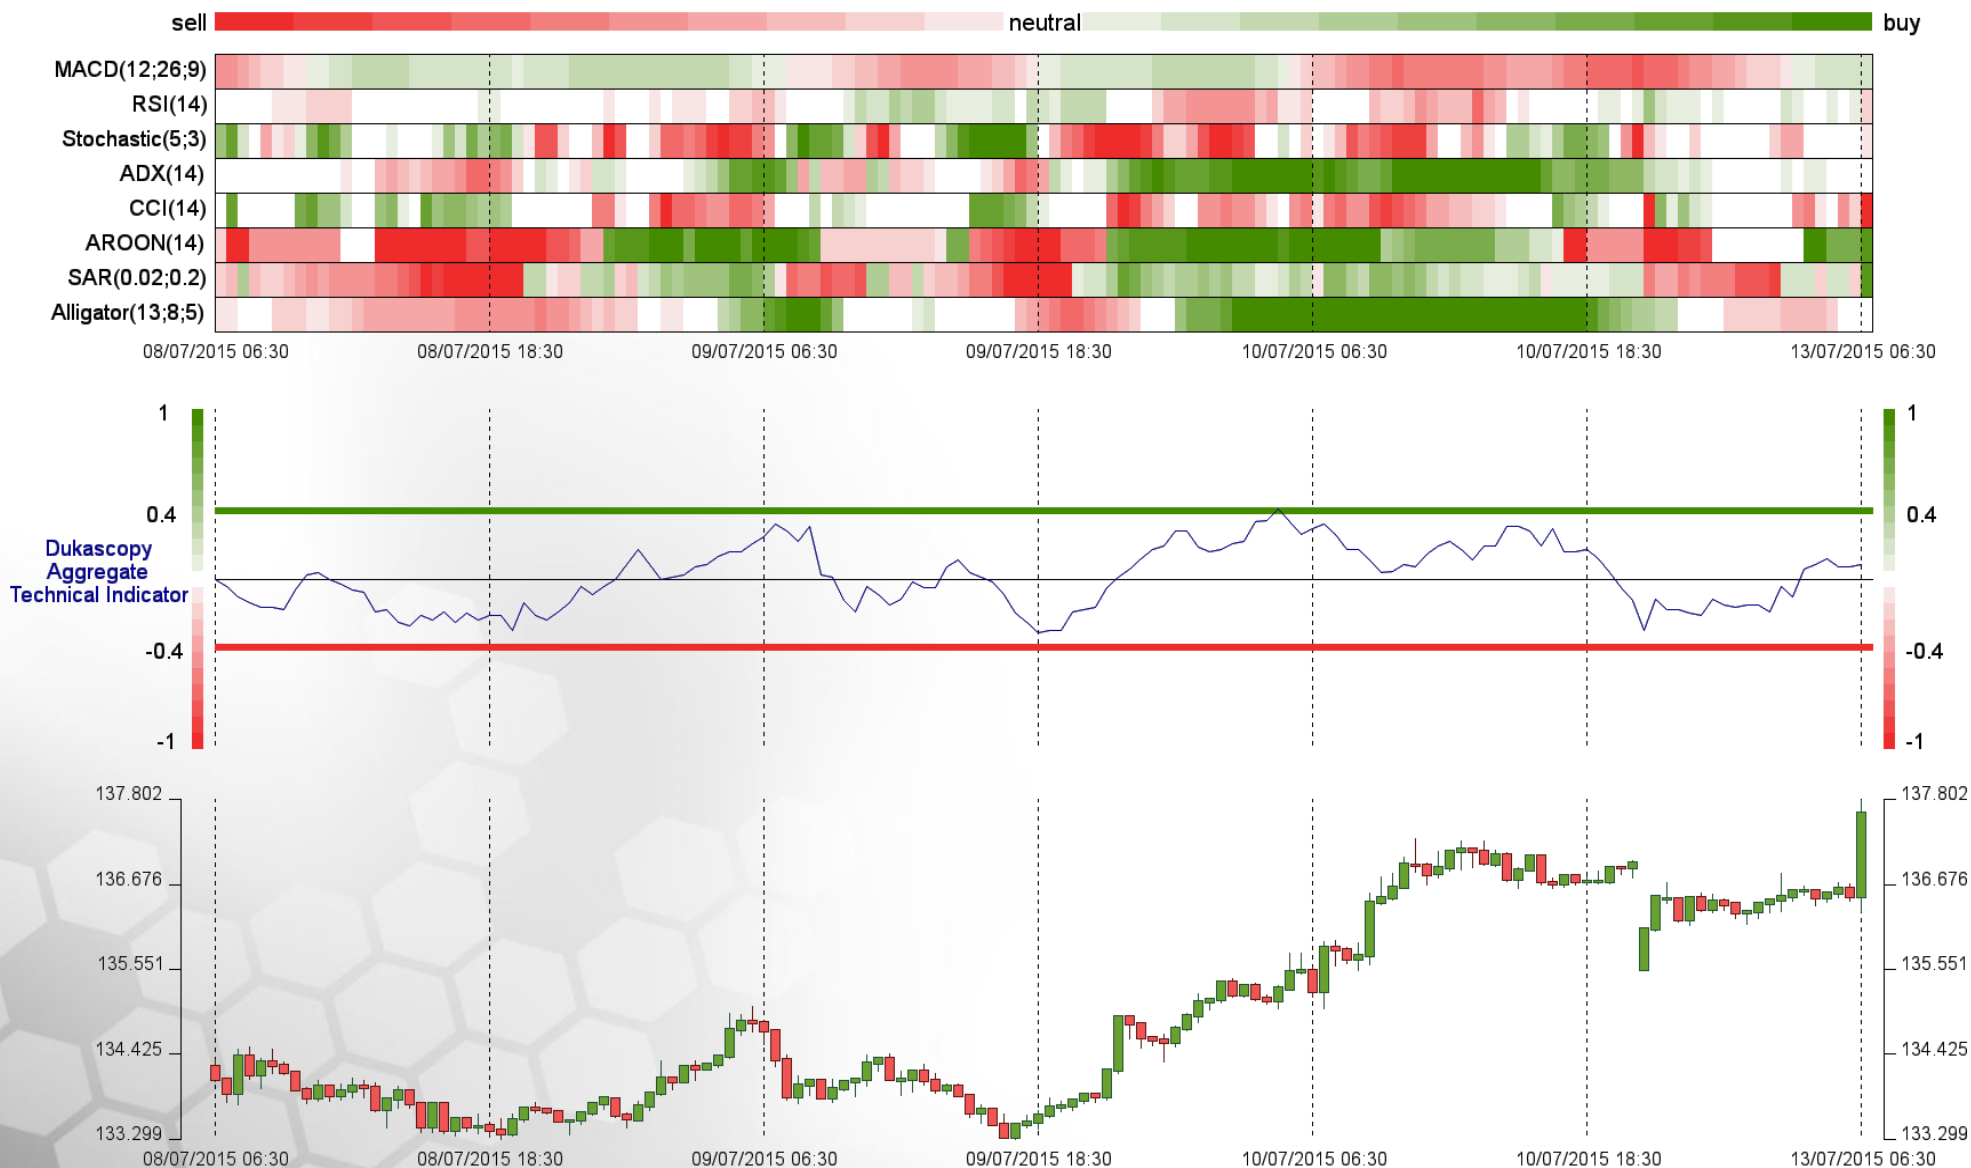 sell neutral buy
MACD(12;26;9)
RSI(14)
Stochastic(5;3)
ADX(14)
CCI(14)
AROON(14)
SAR(0.02;0.2)
Alligator(13;8;5)
08/07/2015 06:30 08/07/2015 18:30 09/07/2015 06:30 09/07/2015 18:30 10/07/2015 06:30 10/07/2015 18:30 13/07/2015 06:30
1 1
0.4 0.4
Dukascopy
Aggregate
Technical Indicator
-0.4 -0.4
-1 -1
137.802 137.802
136.676 136.676
135.551 135.551
134.425 134.425
133.299 133.299
08/07/2015 06:30 08/07/2015 18:30 09/07/2015 06:30 09/07/2015 18:30 10/07/2015 06:30 10/07/2015 18:30 13/07/2015 06:30